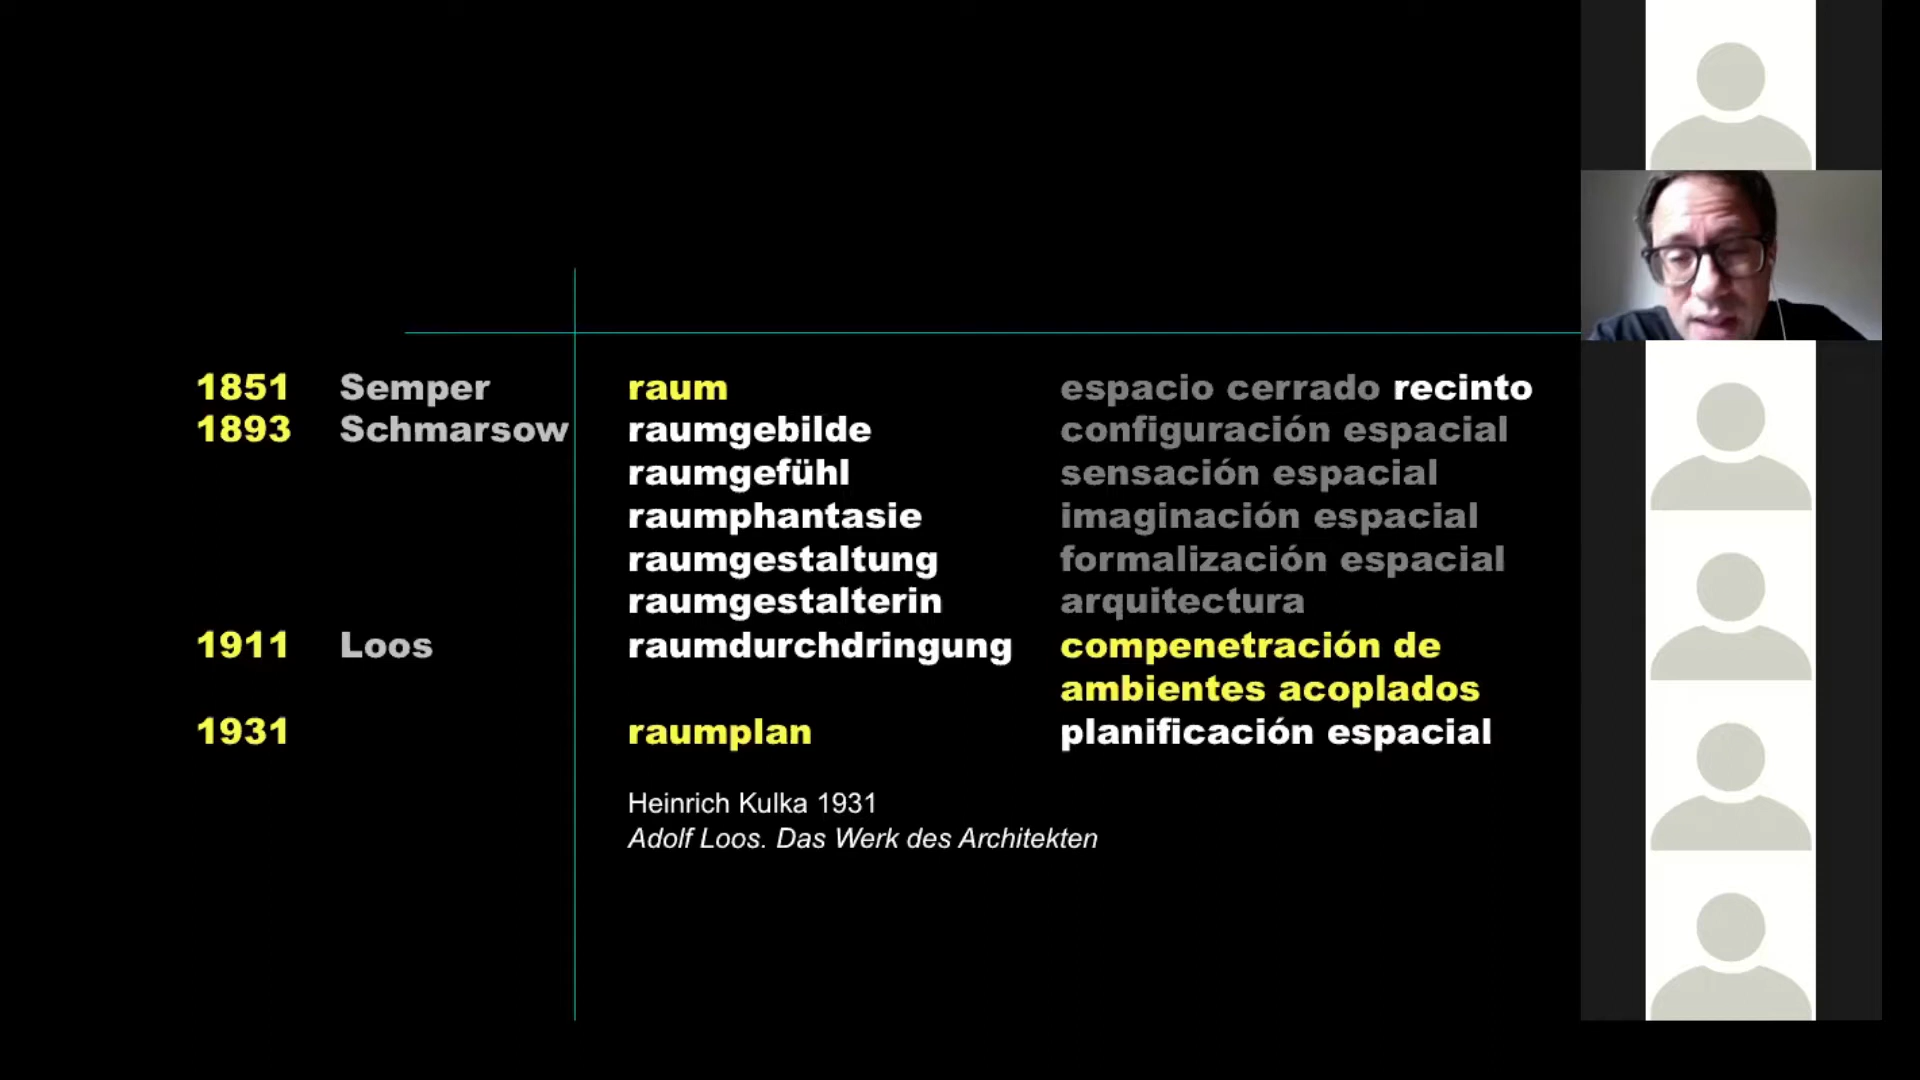 1851 Semper raum espacio cerrado recinto
1893 Schmarsow raumgebilde configuración espacial
raumgefühl sensación espacial
raumphantasie imaginación espacial
raumgestaltung formalización espacial
raumgestalterin arquitectura
1911 Loos raumdurchdringung compenetración de
ambientes acoplados
1931 raumplan planificación espacial
Heinrich Kulka 1931
Adolf Loos. Das Werk des Architekten